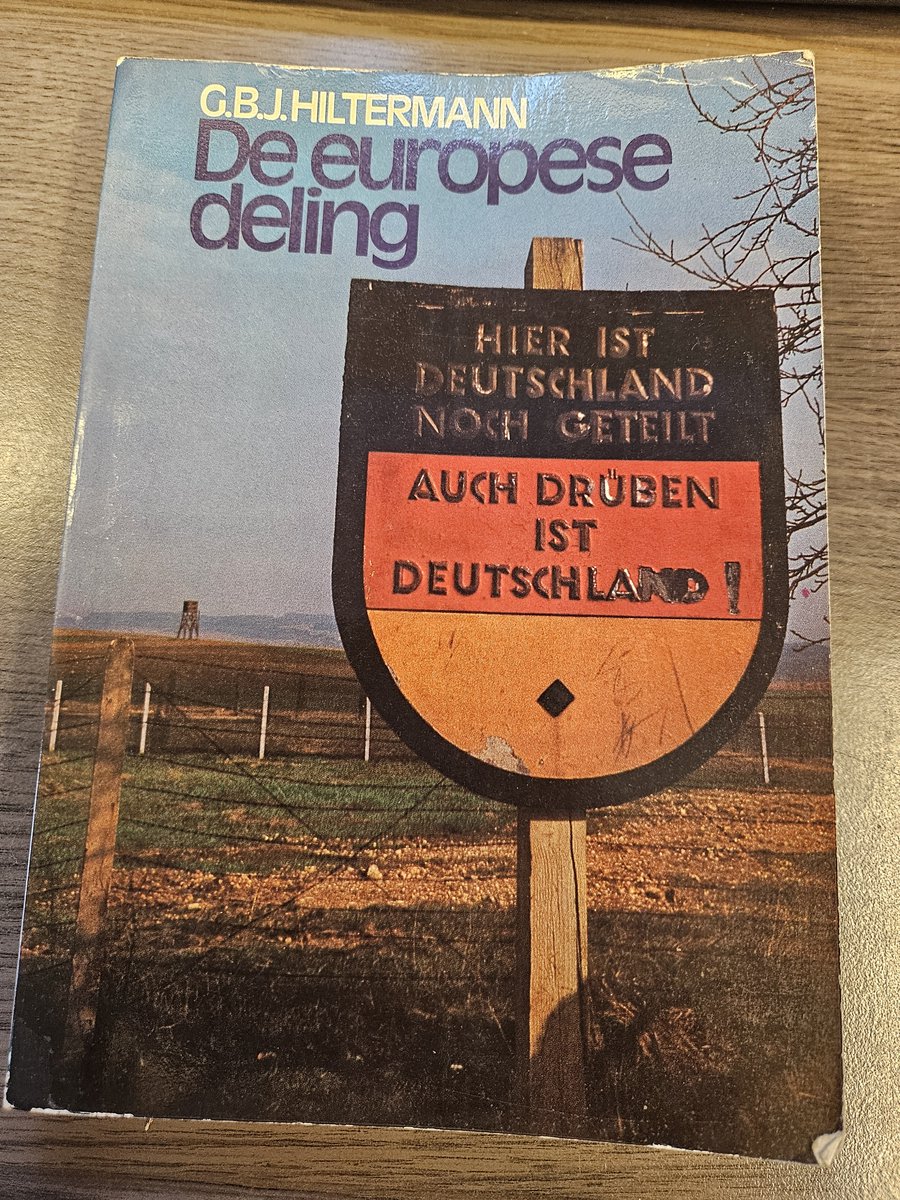 G.B.J. HILTERMANN
De europese
deling
HIER IST
DEUTSCHLAND
NOCH GETEILT
AUCH DRÜBEN
IST
DEUTSCHLAND!